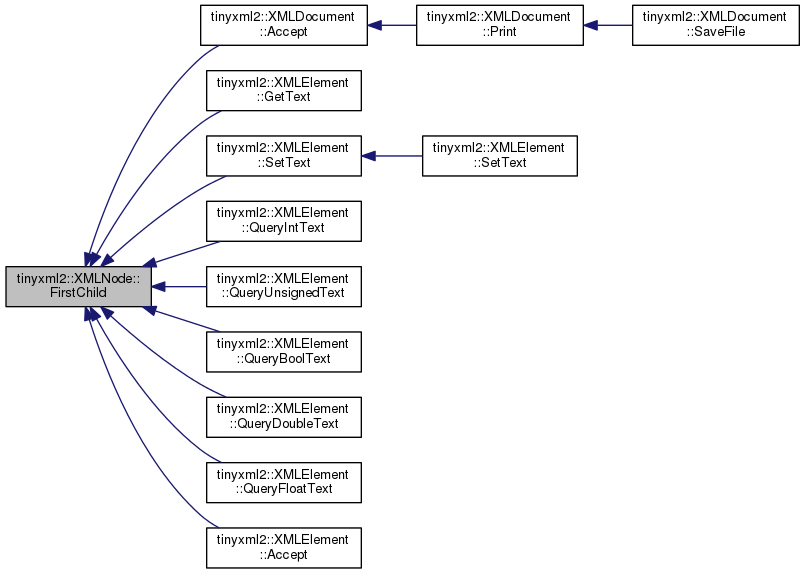 tinyxml2::XMLDocument
::Accept
tinyxml2::XMLDocument
::Print
tinyxml2::XMLDocument
::SaveFile
tinyxml2::XMLElement
::GetText
tinyxml2::XMLElement
::SetText
tinyxml2::XMLElement
::SetText
tinyxml2::XMLElement
::QueryIntText
tinyxml2::XMLNode::
FirstChild
tinyxml2::XMLElement
::QueryUnsignedText
tinyxml2::XMLElement
::QueryBoolText
tinyxml2::XMLElement
::QueryDoubleText
tinyxml2::XMLElement
::QueryFloatText
tinyxml2::XMLElement
::Accept